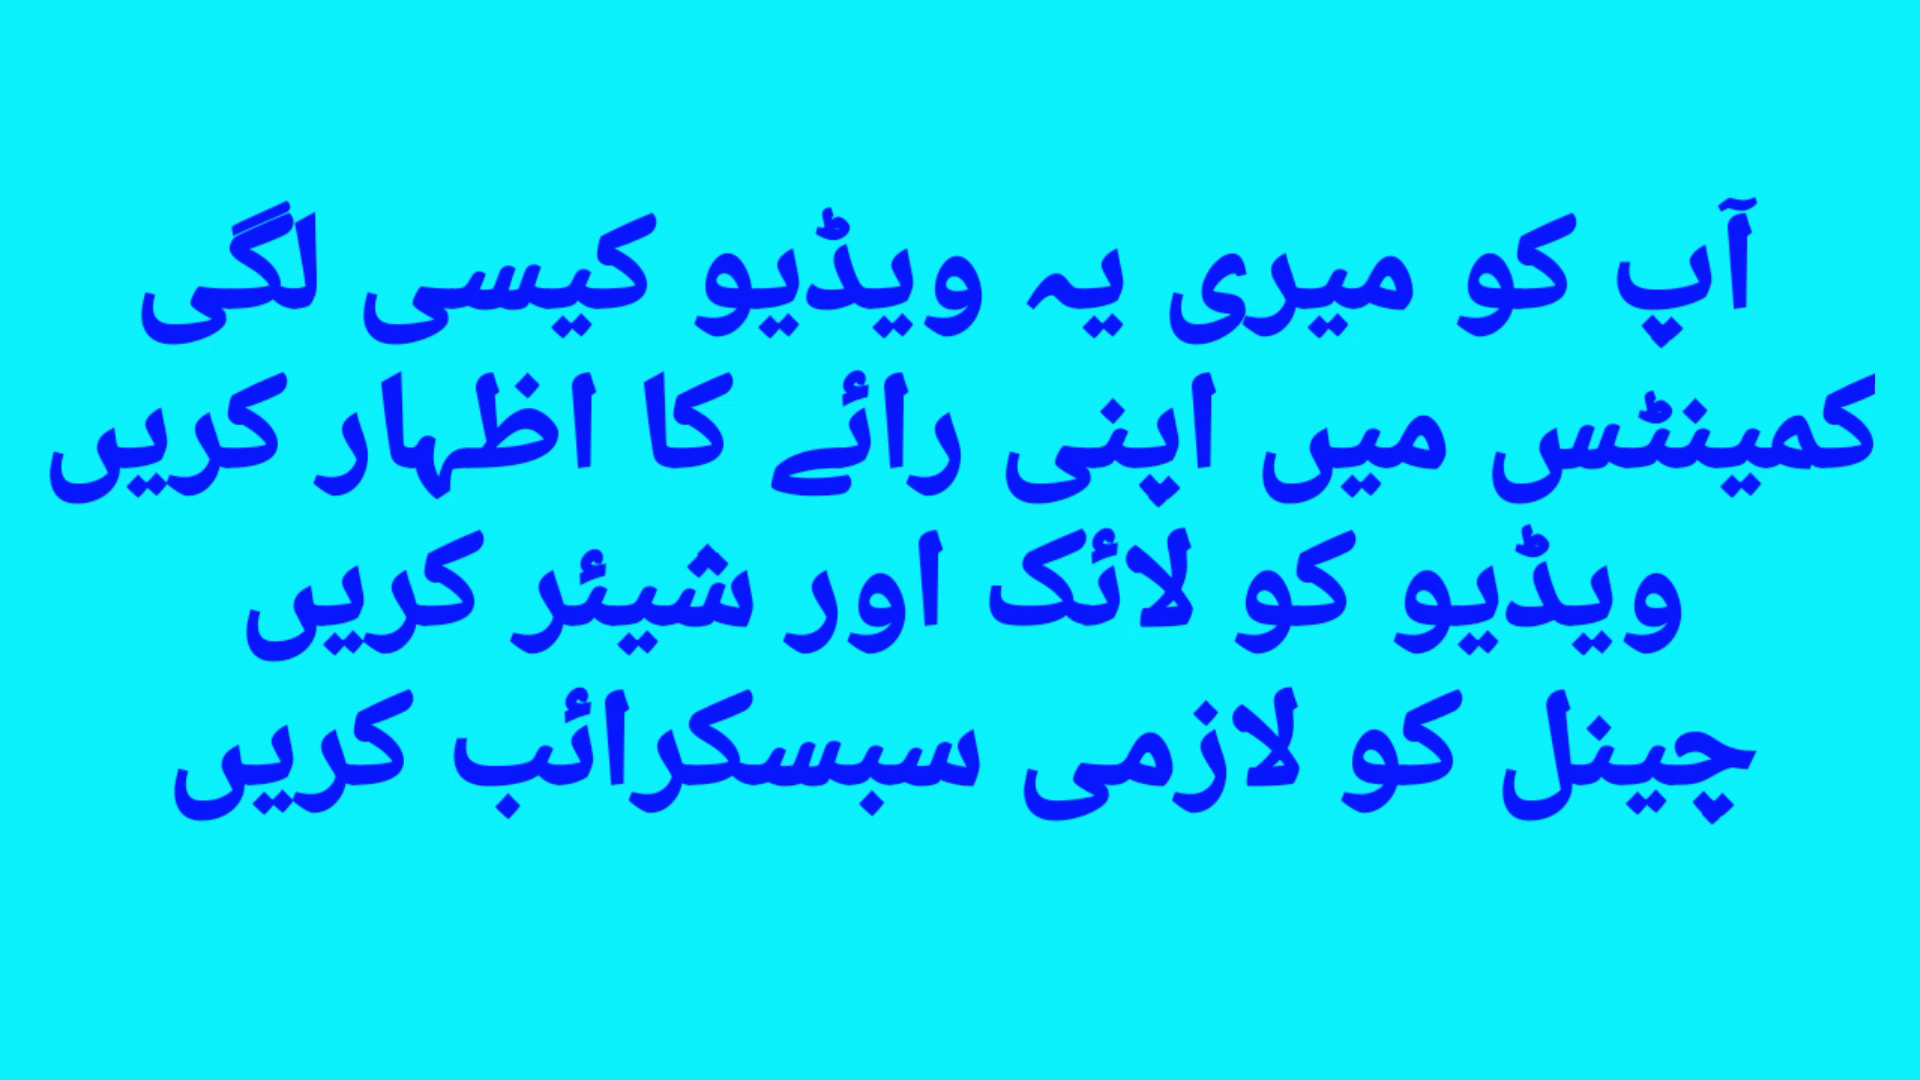 آپ کو میری یہ ویڈیو کیسی لگی
کمینٹس میں اپنی رائے کا اظہار کریں
ویڈیو کو لائک اور شیئر کریں
چینل کو لازمی سبسکرائب کریں